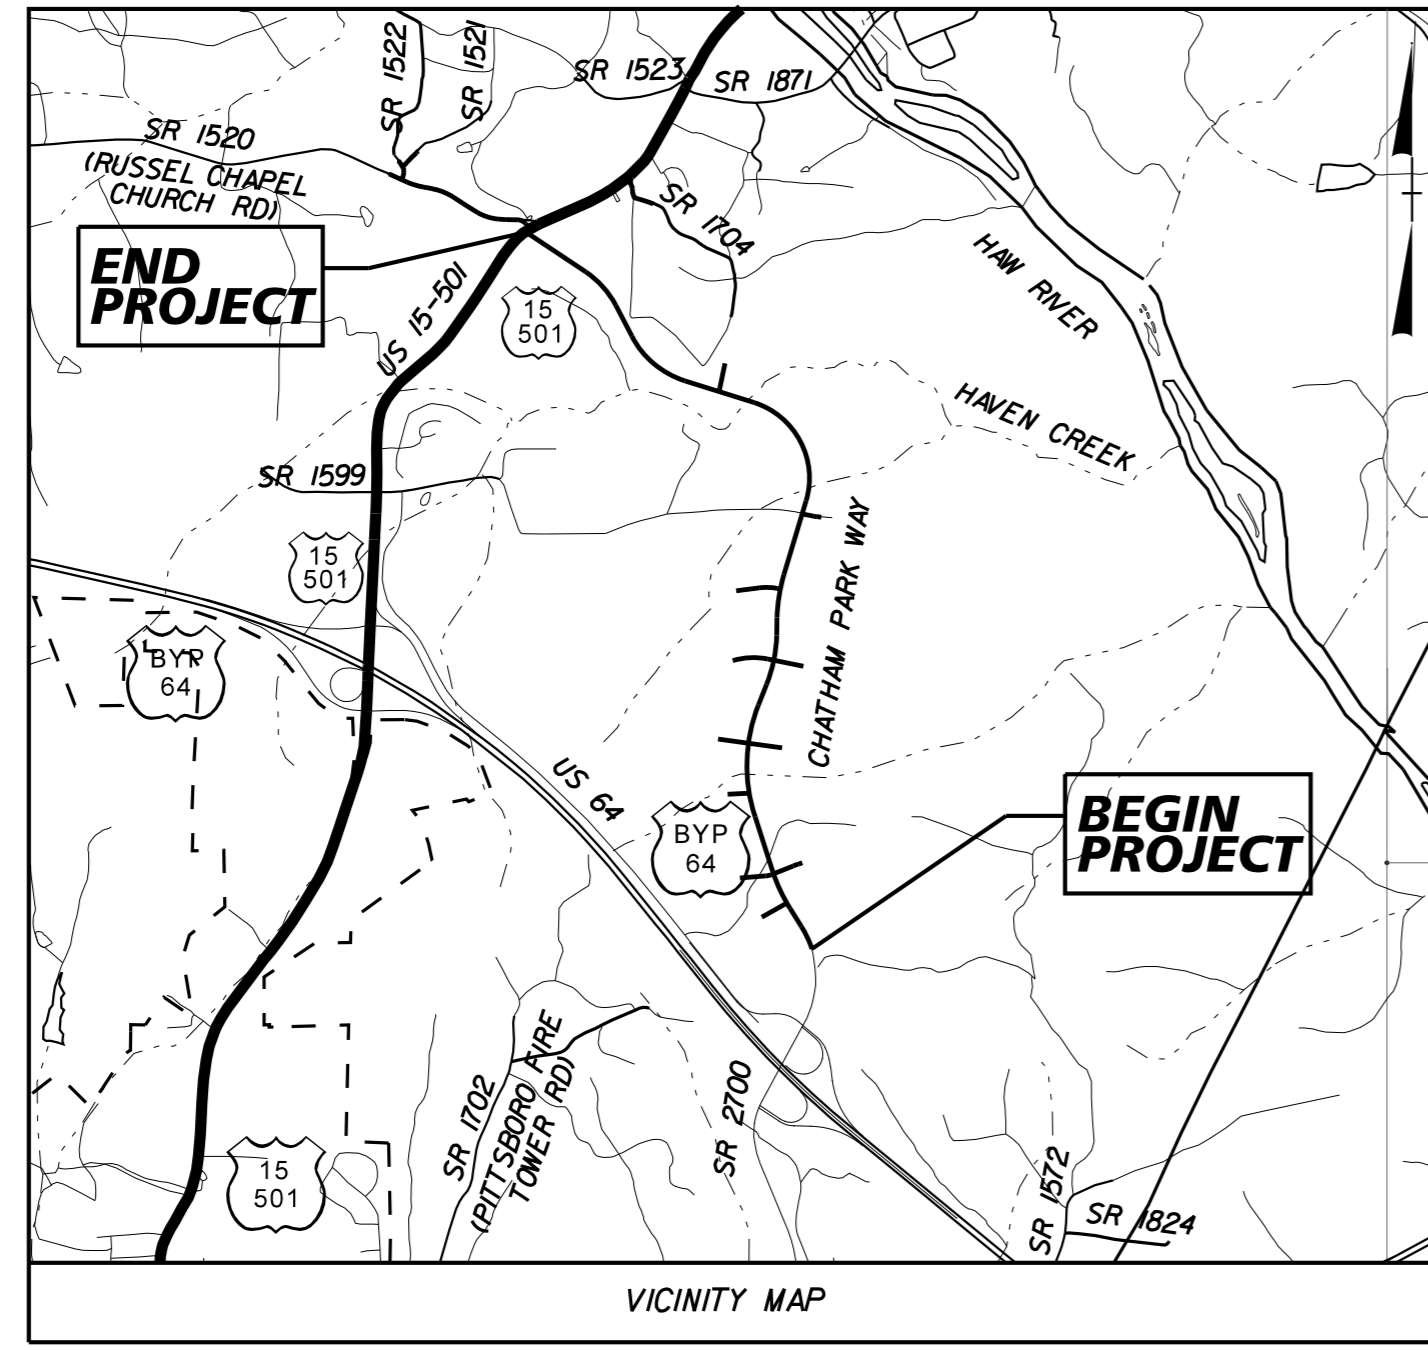 SR 1522
SR 1521
SR 1523
SR 1871
SR 1520
(RUSSEL CHAPEL
CHURCH RD)
SR 1704
END
PROJECT
HAW RIVER
US 15-501
15
501
HAVEN CREEK
SR 1599
15
501
CHATHAM PARK WAY
BYP
64
US 64
BEGIN
PROJECT
BYP
64
SR 1702
(PITTSBORO FIRE
TOWER RD)
SR 2700
15
501
SR 1572
SR 1824
VICINITY MAP